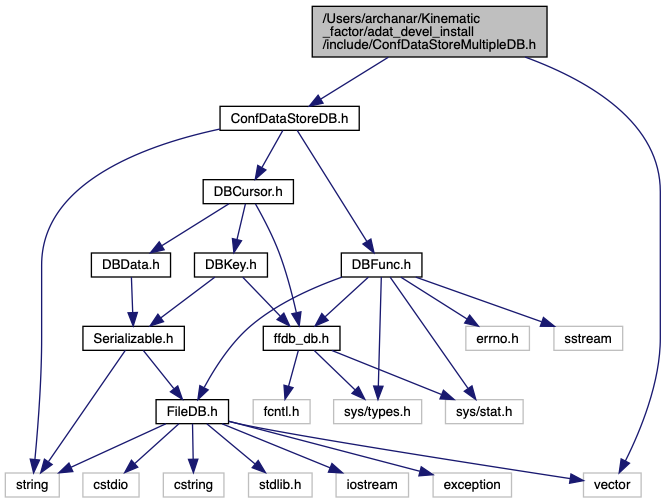 /Users/archanar/Kinematic
_factor/adat_devel_install
/include/ConfDataStoreMultipleDB.h
ConfDataStoreDB.h
DBCursor.h
DBData.h
DBKey.h
DBFunc.h
Serializable.h
ffdb_db.h
errno.h
sstream
FileDB.h
fcntl.h
sys/types.h
sys/stat.h
string
cstdio
cstring
stdlib.h
iostream
exception
vector